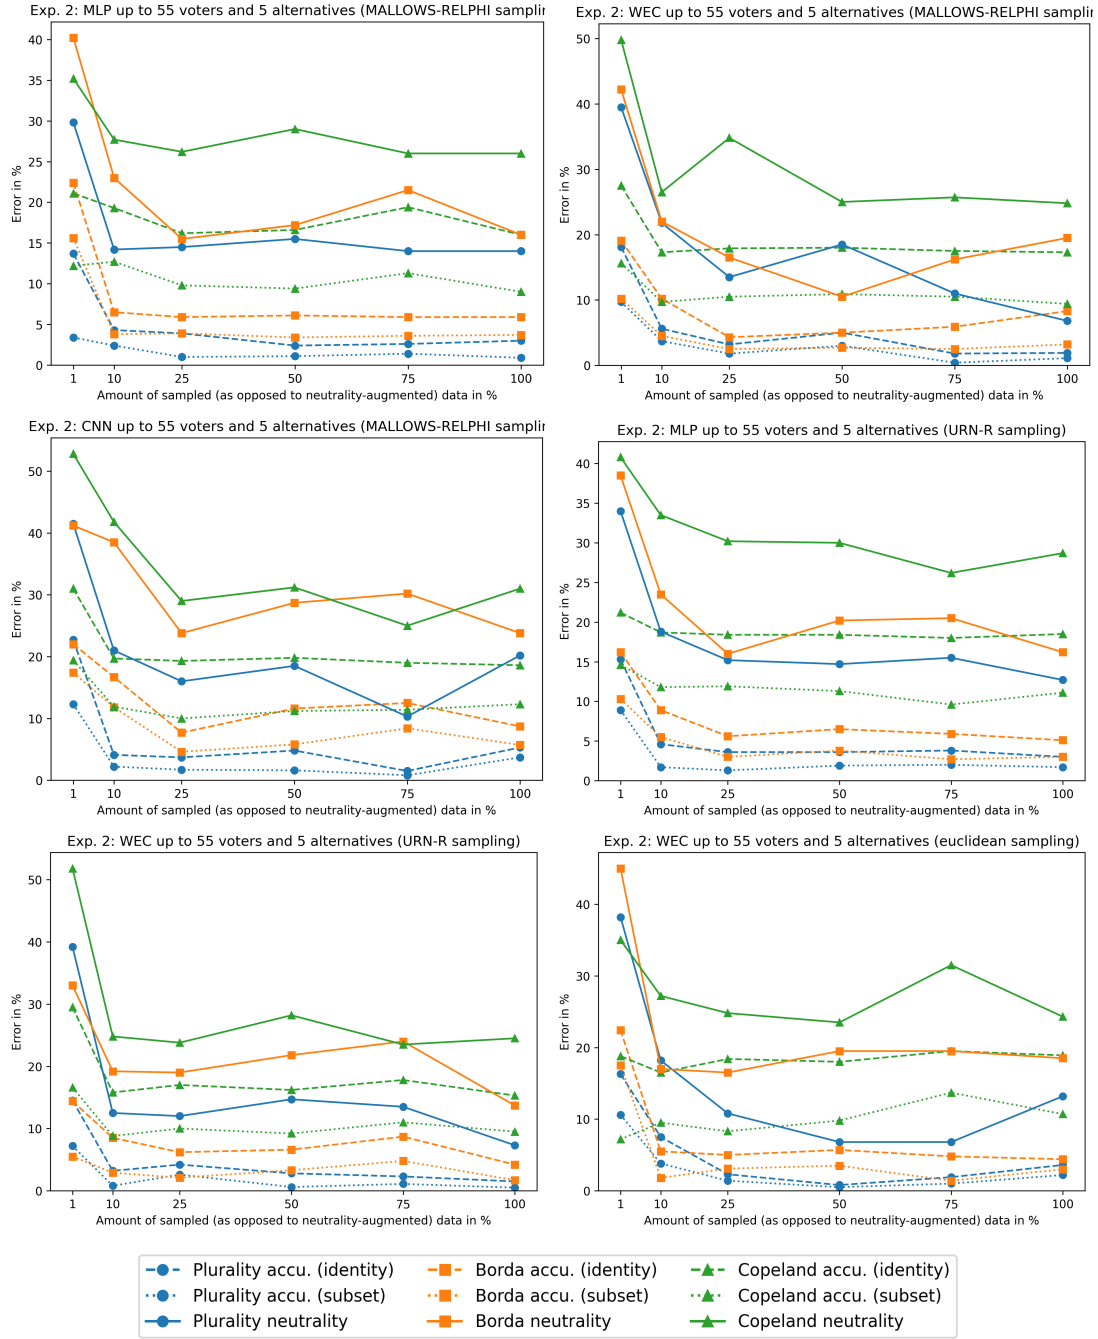 Exp. 2: MLP up to 55 voters and 5 alternatives (MALLOWS-RELPHI sampli
Error in %
40
35
30
25
20
15
10
5
0
1 10 25 50 75 100
Amount of sampled (as opposed to neutrality-augmented) data in %
Exp. 2: WEC up to 55 voters and 5 alternatives (MALLOWS-RELPHI samplin
Error in %
50
40
30
20
10
0
1 10 25 50 75 100
Amount of sampled (as opposed to neutrality-augmented) data in %
Exp. 2: CNN up to 55 voters and 5 alternatives (MALLOWS-RELPHI samplin
Error in %
50
40
30
20
10
0
1 10 25 50 75 100
Amount of sampled (as opposed to neutrality-augmented) data in %
Exp. 2: MLP up to 55 voters and 5 alternatives (URN-R sampling)
Error in %
40
35
30
25
20
15
10
5
0
1 10 25 50 75 100
Amount of sampled (as opposed to neutrality-augmented) data in %
Exp. 2: WEC up to 55 voters and 5 alternatives (URN-R sampling)
Error in %
50
40
30
20
10
0
1 10 25 50 75 100
Amount of sampled (as opposed to neutrality-augmented) data in %
Exp. 2: WEC up to 55 voters and 5 alternatives (euclidean sampling)
Error in %
40
30
20
10
0
1 10 25 50 75 100
Amount of sampled (as opposed to neutrality-augmented) data in %
Plurality accu. (identity) Borda accu. (identity) Copeland accu. (identity)
Plurality accu. (subset) Borda accu. (subset) Copeland accu. (subset)
Plurality neutrality Borda neutrality Copeland neutrality